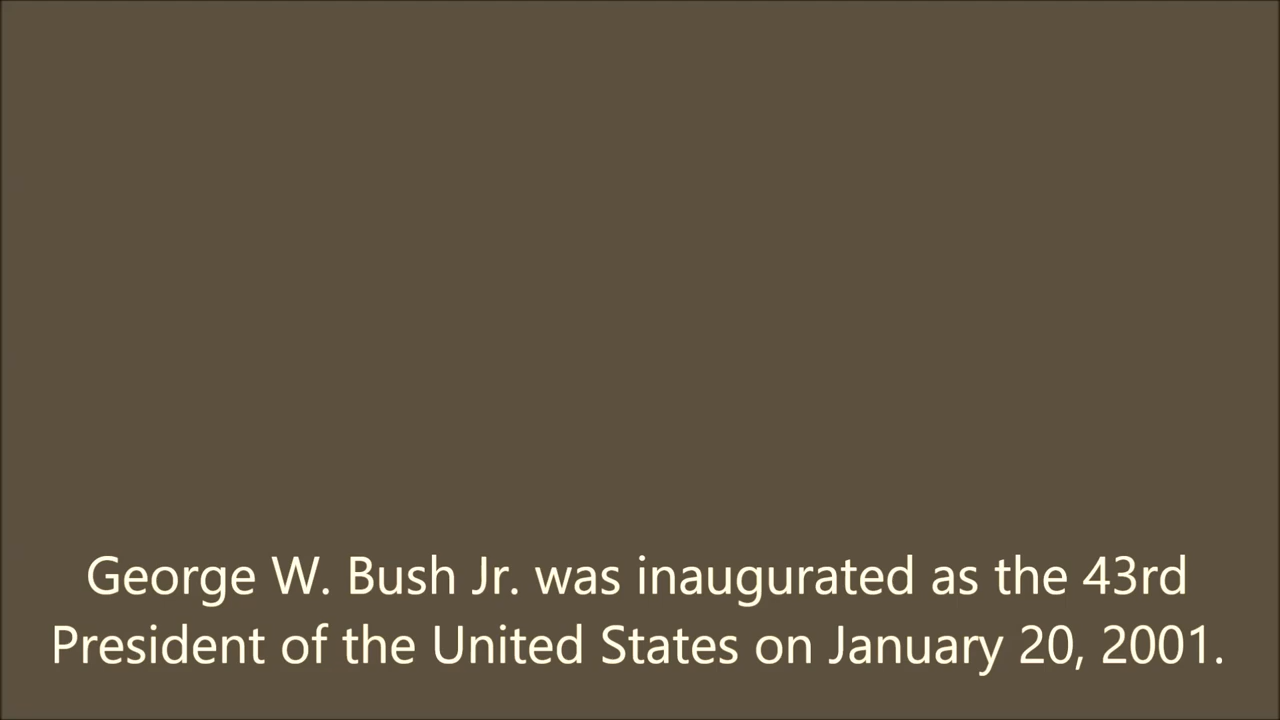 George W. Bush Jr. was inaugurated as the 43rd
President of the United States on January 20, 2001.